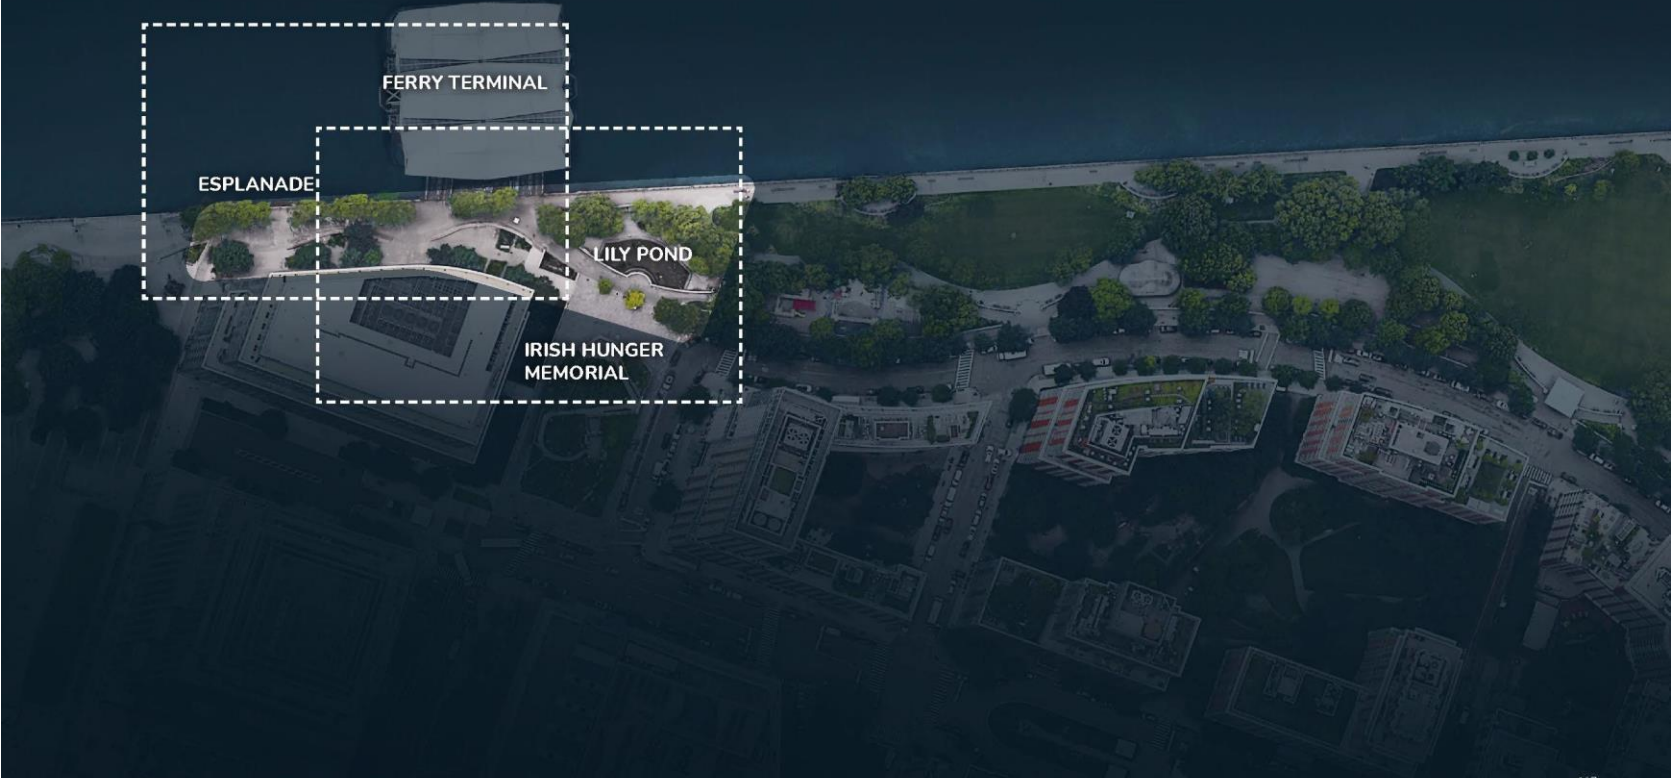 FERRY TERMINAL
ESPLANADE
LILY POND
IRISH HUNGER
MEMORIAL